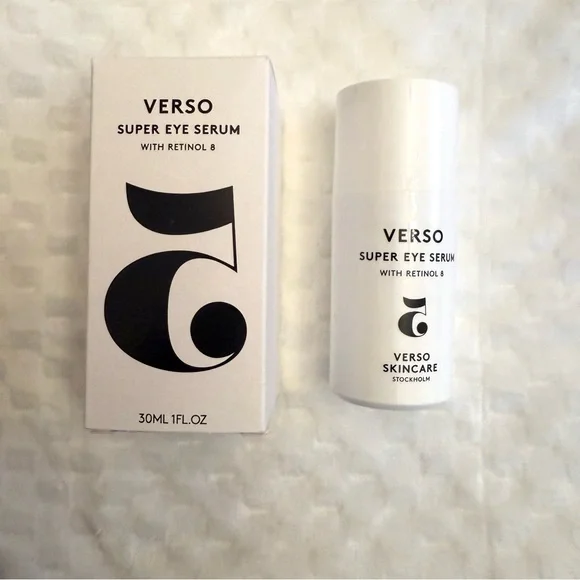 VERSO
SUPER EYE SERUM
WITH RETINOL 8
5
30ML 1FL.OZ
VERSO
SUPER EYE SERUM
WITH RETINOL 8
5
VERSO
SKINCARE
STOCKHOLM